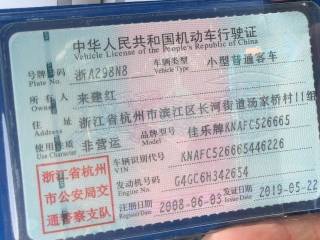 中华人民共和国机动车行驶证
Vehicle License of the People's Republic of China
号牌号码 浙A298N8 车辆类型 小型普通客车
Plate No. Vehicle Type
所有人 来建红
Owner
住址 浙江省杭州市滨江区长河街道汤家桥村11组
Address
使用性质 非营运 品牌型号 佳乐牌KNAFC526665
Use Character Model
车辆识别代号 KNAFC526665446226
VIN
发动机号码 G4GC6H342654
Engine No.
注册日期 2008-06-03 发证日期 2019-05-22
Register Date Issue Date
浙江省杭州
市公安局交
通警察支队